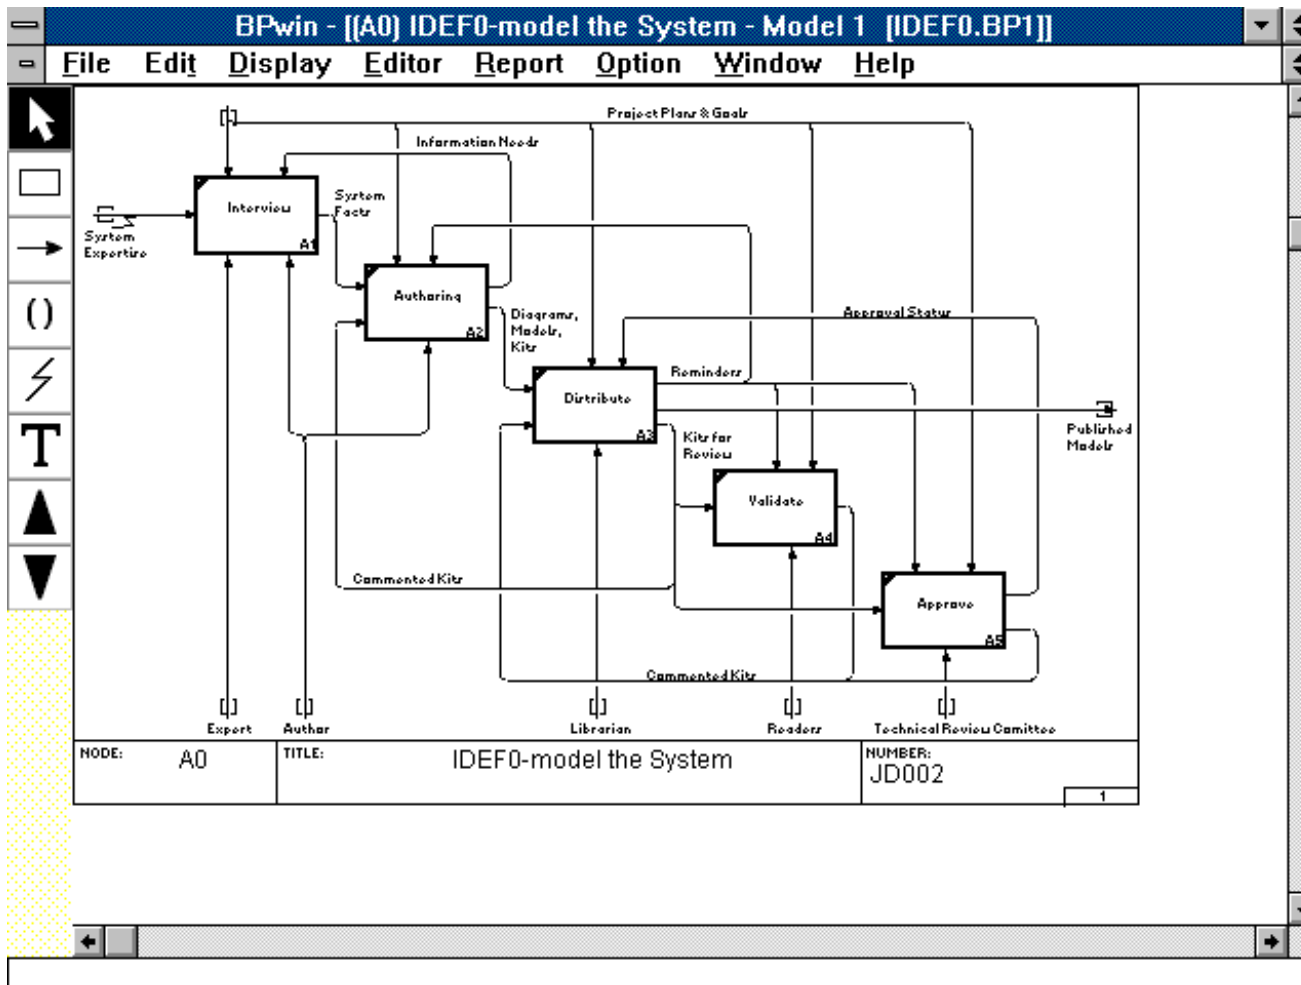 BPwin - [(A0) IDEF0-model the System - Model 1 [IDEF0.BP1]]
File Edit Display Editor Report Option Window Help
Project Plans & Goals
Information Needs
Interview
A1
System
Facts
System
Expertise
Authoring
A2
Diagrams,
Models,
Kits
Approval Status
Reminders
Distribute
A3
Kits for
Review
Published
Models
Validate
A4
Commented Kits
Approve
A5
Commented Kits
Expert
Author
Librarian
Readers
Technical Review Comittee
NODE:
A0
TITLE:
IDEF0-model the System
NUMBER:
JD002
1
( )
T